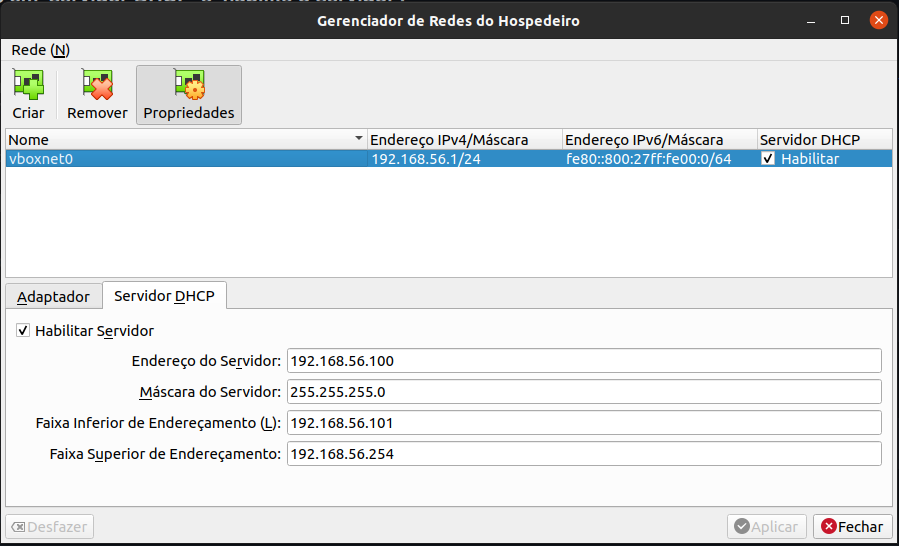 Gerenciador de Redes do Hospedeiro
Rede (N)
Criar Remover Propriedades
Nome Endereço IPv4/Máscara Endereço IPv6/Máscara Servidor DHCP
vboxnet0 192.168.56.1/24 fe80::800:27ff:fe00:0/64 Habilitar
Adaptador Servidor DHCP
Habilitar Servidor
Endereço do Servidor: 192.168.56.100
Máscara do Servidor: 255.255.255.0
Faixa Inferior de Endereçamento (L): 192.168.56.101
Faixa Superior de Endereçamento: 192.168.56.254
Desfazer Aplicar Fechar